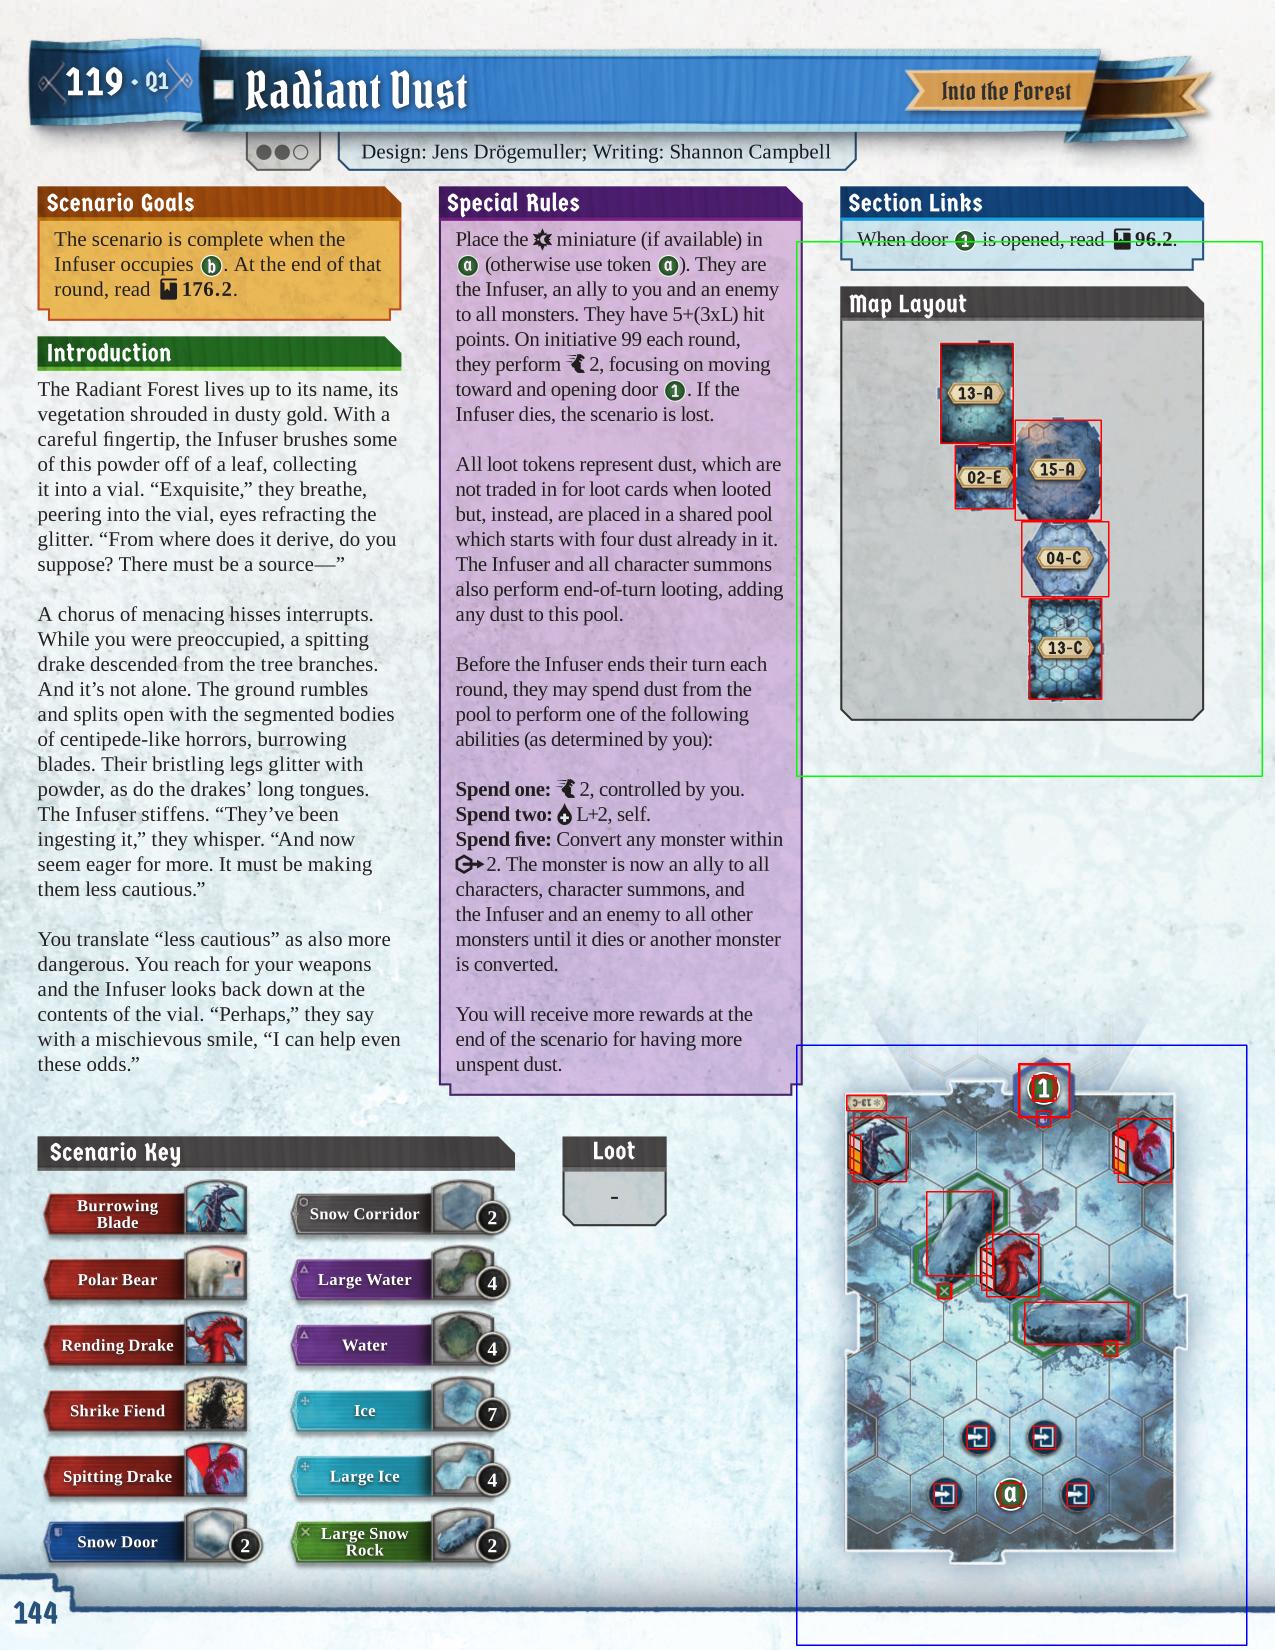 119 · Q1
Radiant Dust
Into the Forest
Design: Jens Drögemuller; Writing: Shannon Campbell
Scenario Goals
The scenario is complete when the
Infuser occupies b. At the end of that
round, read 176.2.
Introduction
The Radiant Forest lives up to its name, its
vegetation shrouded in dusty gold. With a
careful fingertip, the Infuser brushes some
of this powder off of a leaf, collecting
it into a vial. “Exquisite,” they breathe,
peering into the vial, eyes refracting the
glitter. “From where does it derive, do you
suppose? There must be a source—”
A chorus of menacing hisses interrupts.
While you were preoccupied, a spitting
drake descended from the tree branches.
And it’s not alone. The ground rumbles
and splits open with the segmented bodies
of centipede-like horrors, burrowing
blades. Their bristling legs glitter with
powder, as do the drakes’ long tongues.
The Infuser stiffens. “They’ve been
ingesting it,” they whisper. “And now
seem eager for more. It must be making
them less cautious.”
You translate “less cautious” as also more
dangerous. You reach for your weapons
and the Infuser looks back down at the
contents of the vial. “Perhaps,” they say
with a mischievous smile, “I can help even
these odds.”
Special Rules
Place the miniature (if available) in
a (otherwise use token a). They are
the Infuser, an ally to you and an enemy
to all monsters. They have 5+(3xL) hit
points. On initiative 99 each round,
they perform 2, focusing on moving
toward and opening door 1. If the
Infuser dies, the scenario is lost.
All loot tokens represent dust, which are
not traded in for loot cards when looted
but, instead, are placed in a shared pool
which starts with four dust already in it.
The Infuser and all character summons
also perform end-of-turn looting, adding
any dust to this pool.
Before the Infuser ends their turn each
round, they may spend dust from the
pool to perform one of the following
abilities (as determined by you):
Spend one: 2, controlled by you.
Spend two: L+2, self.
Spend five: Convert any monster within
2. The monster is now an ally to all
characters, character summons, and
the Infuser and an enemy to all other
monsters until it dies or another monster
is converted.
You will receive more rewards at the
end of the scenario for having more
unspent dust.
Section Links
When door 1 is opened, read 96.2.
Map Layout
13-A
02-E
15-A
04-C
13-C
Scenario Key
Burrowing
Blade
Polar Bear
Rending Drake
Shrike Fiend
Spitting Drake
Snow Door
2
Snow Corridor
2
Large Water
4
Water
4
Ice
7
Large Ice
4
Large Snow
Rock
2
Loot
-
1
13-C
a
144